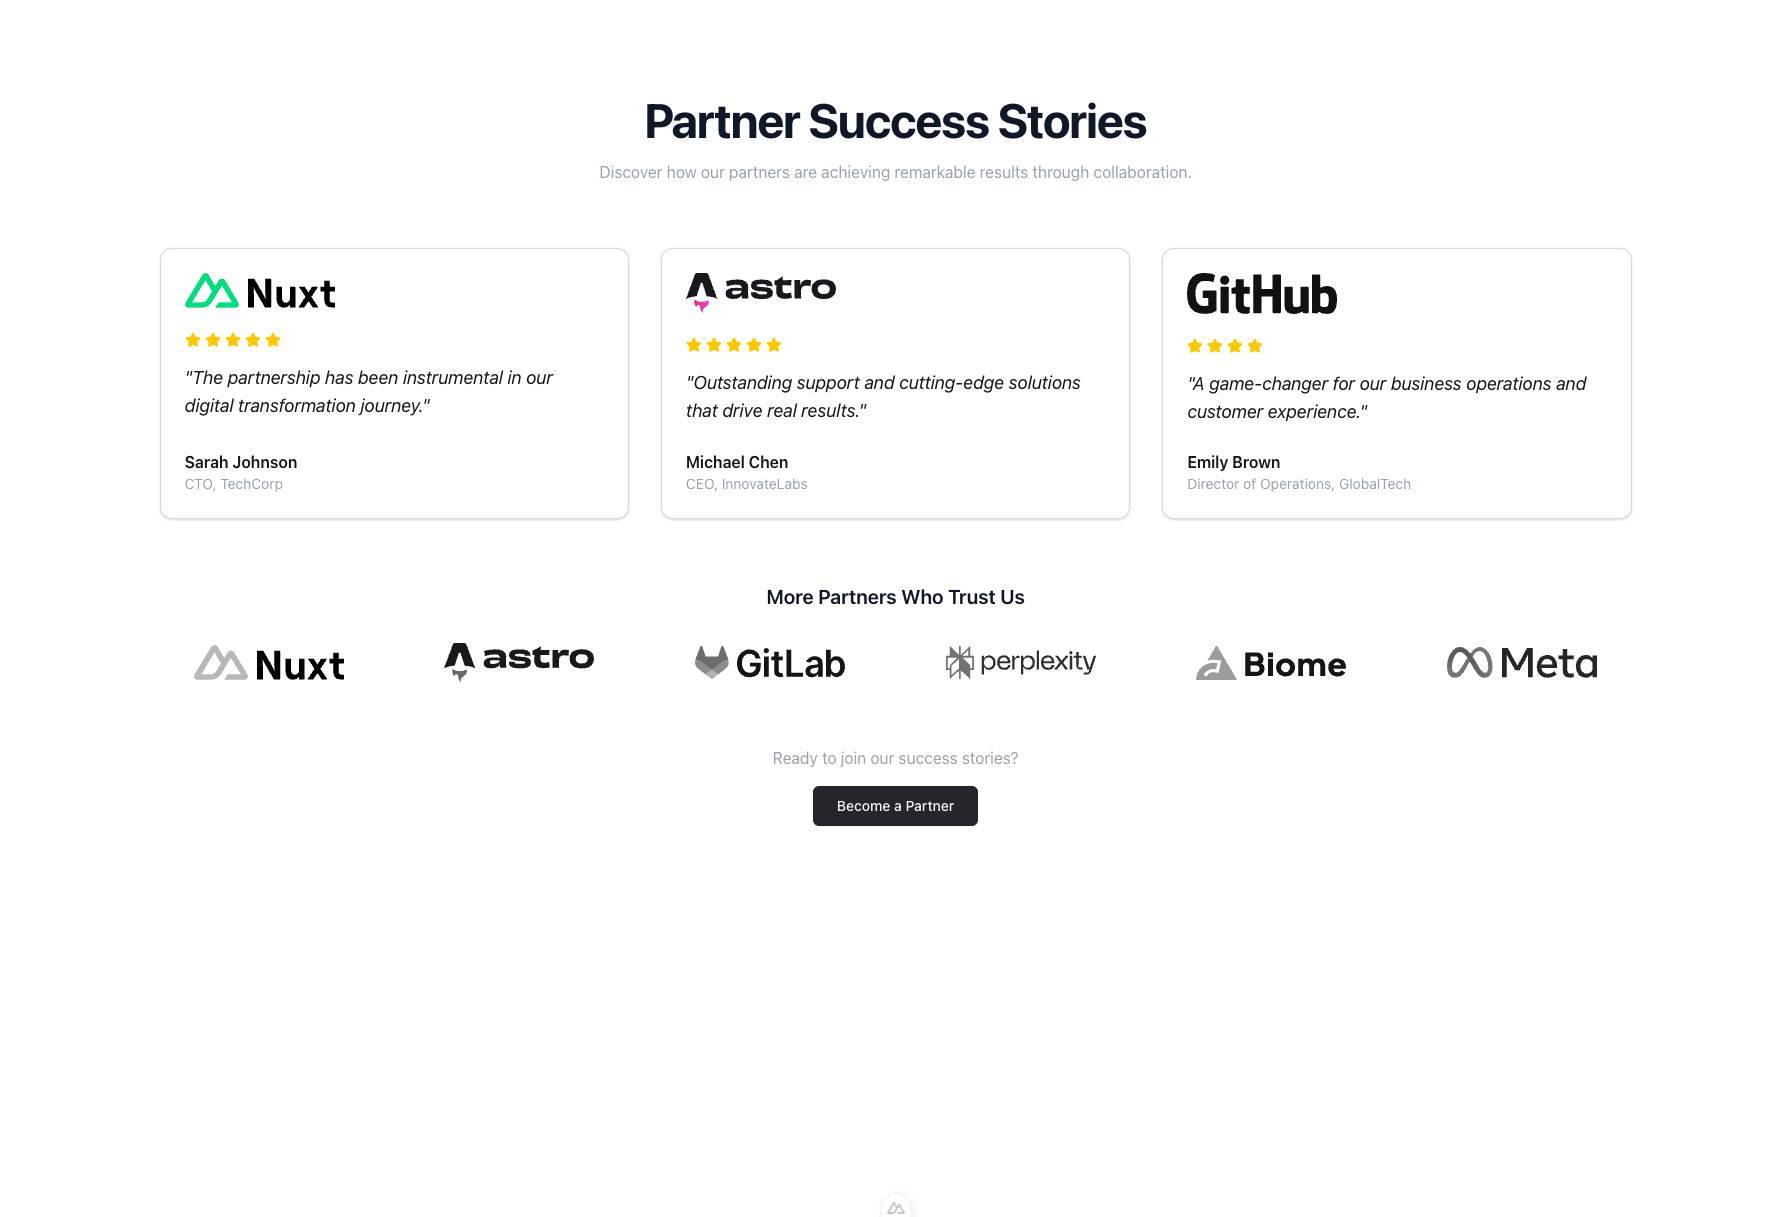 Partner Success Stories
Discover how our partners are achieving remarkable results through collaboration.
Nuxt
"The partnership has been instrumental in our
digital transformation journey."
Sarah Johnson
CTO, TechCorp
astro
"Outstanding support and cutting-edge solutions
that drive real results."
Michael Chen
CEO, InnovateLabs
GitHub
"A game-changer for our business operations and
customer experience."
Emily Brown
Director of Operations, GlobalTech
More Partners Who Trust Us
Nuxt
astro
GitLab
perplexity
Biome
Meta
Ready to join our success stories?
Become a Partner